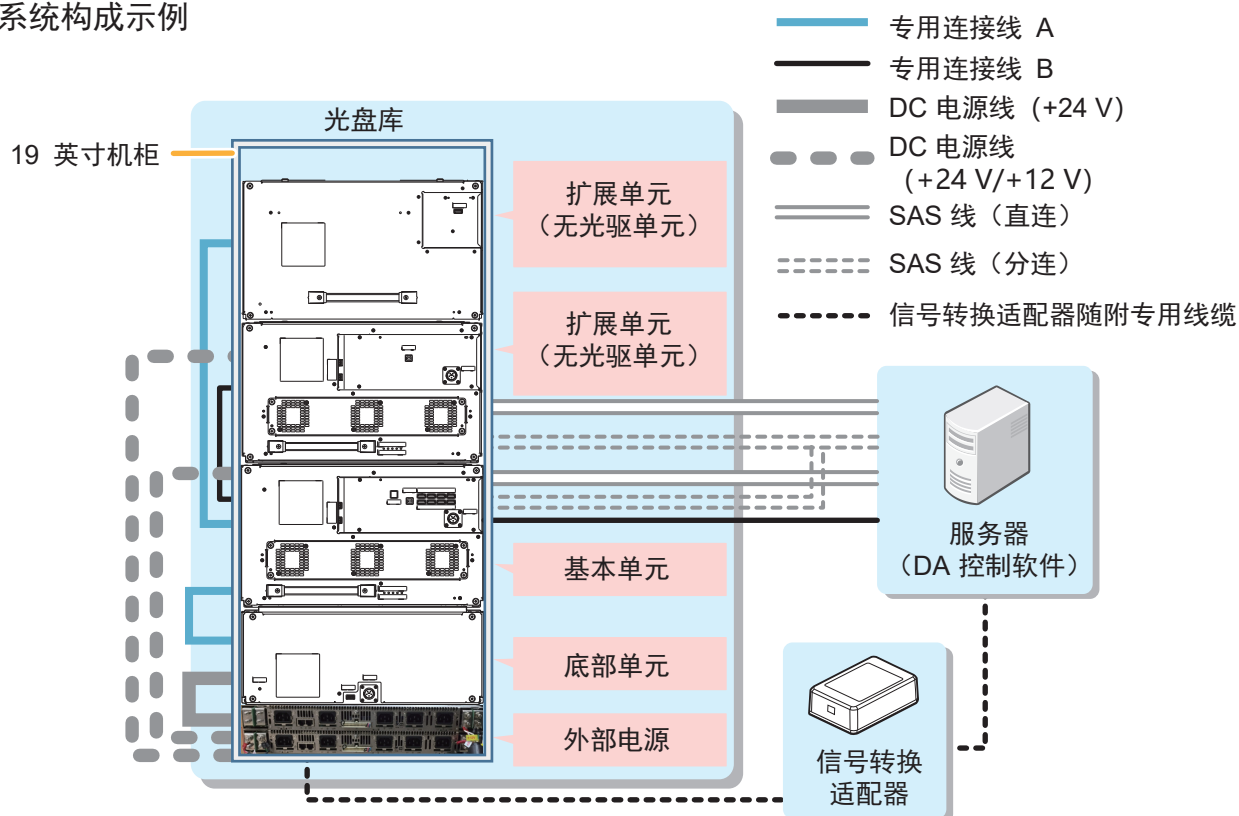 系统构成示例
专用连接线 A
专用连接线 B
DC 电源线 (+24 V)
DC 电源线
(+24 V/+12 V)
SAS 线（直连）
SAS 线（分连）
信号转换适配器随附专用线缆
光盘库
19 英寸机柜
扩展单元
（无光驱单元）
扩展单元
（无光驱单元）
基本单元
底部单元
外部电源
服务器
（DA 控制软件）
信号转换
适配器